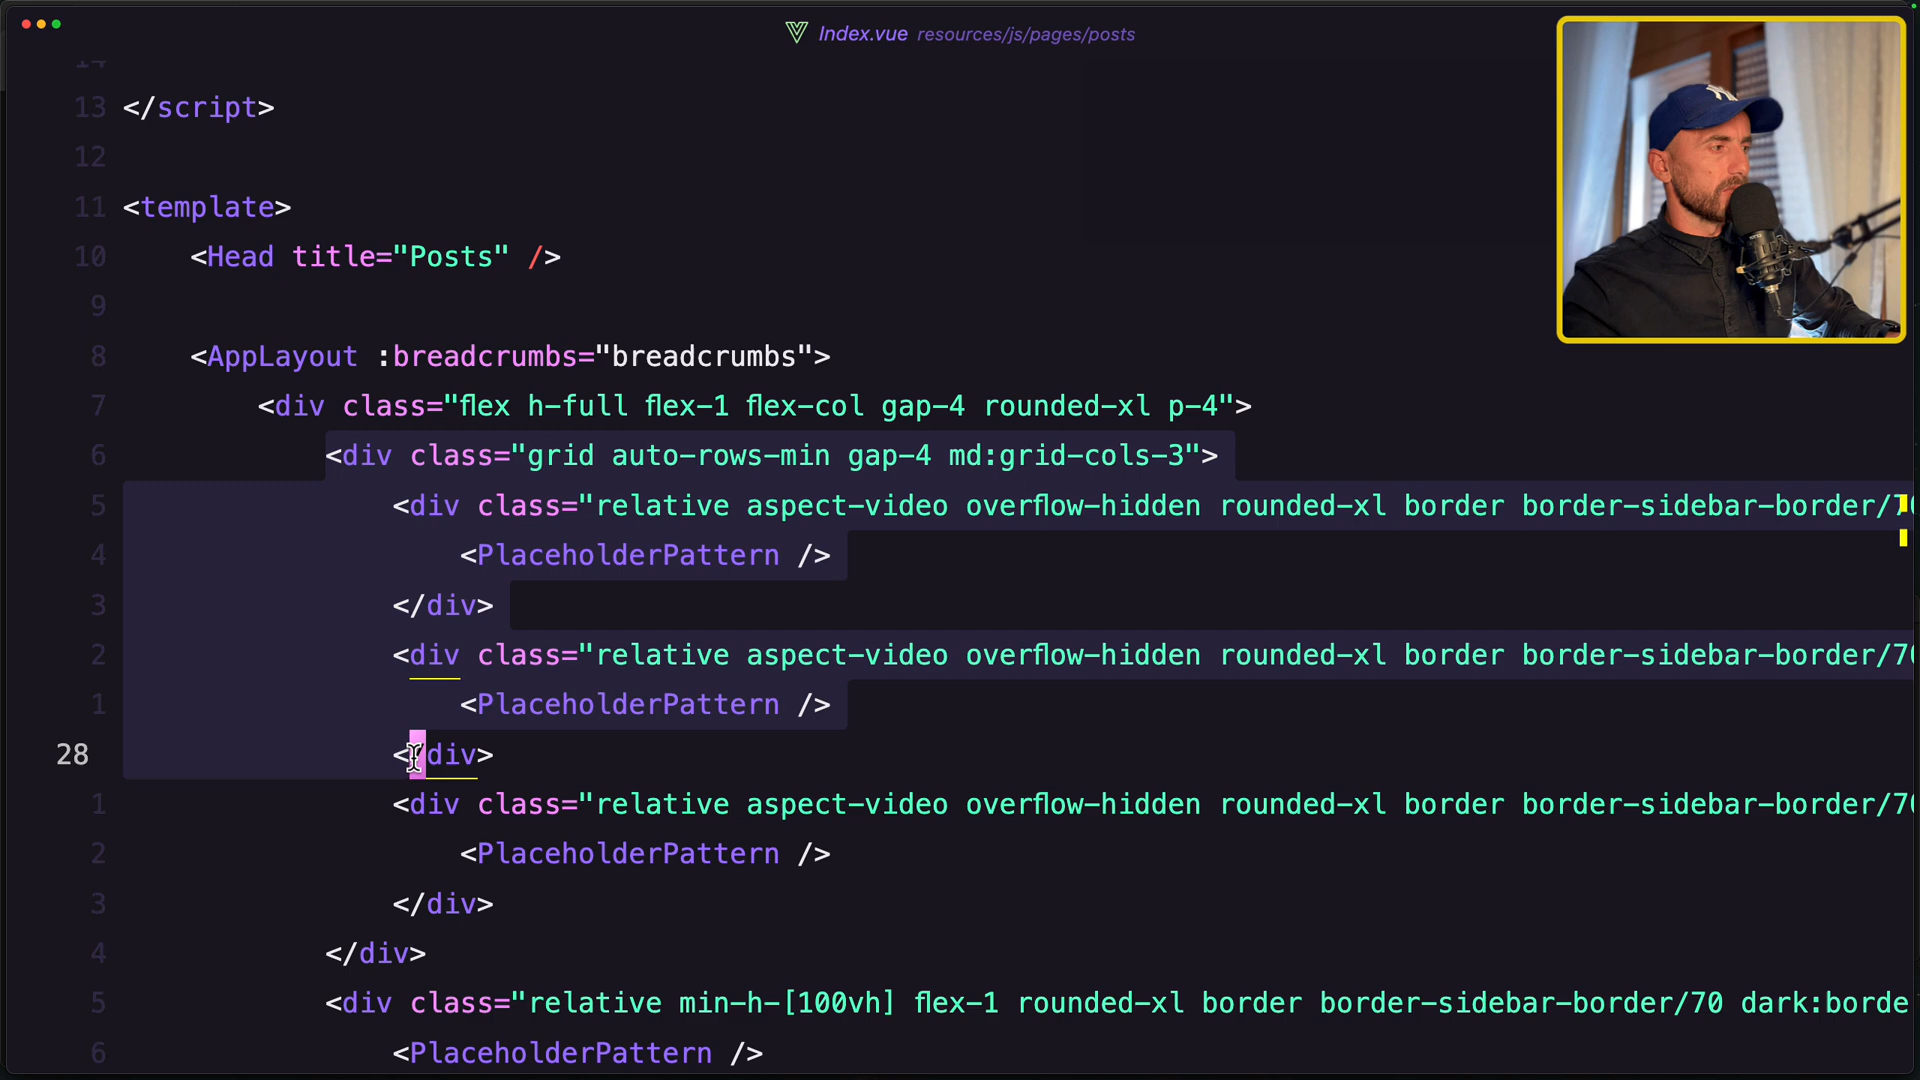 Index.vue resources/js/pages/posts
14
13 </script>
12
11 <template>
10 <Head title="Posts" />
9
8 <AppLayout :breadcrumbs="breadcrumbs">
7 <div class="flex h-full flex-1 flex-col gap-4 rounded-xl p-4">
6 <div class="grid auto-rows-min gap-4 md:grid-cols-3">
5 <div class="relative aspect-video overflow-hidden rounded-xl border border-sidebar-border/70
4 <PlaceholderPattern />
3 </div>
2 <div class="relative aspect-video overflow-hidden rounded-xl border border-sidebar-border/70
1 <PlaceholderPattern />
28 </div>
1 <div class="relative aspect-video overflow-hidden rounded-xl border border-sidebar-border/70
2 <PlaceholderPattern />
3 </div>
4 </div>
5 <div class="relative min-h-[100vh] flex-1 rounded-xl border border-sidebar-border/70 dark:borde
6 <PlaceholderPattern />